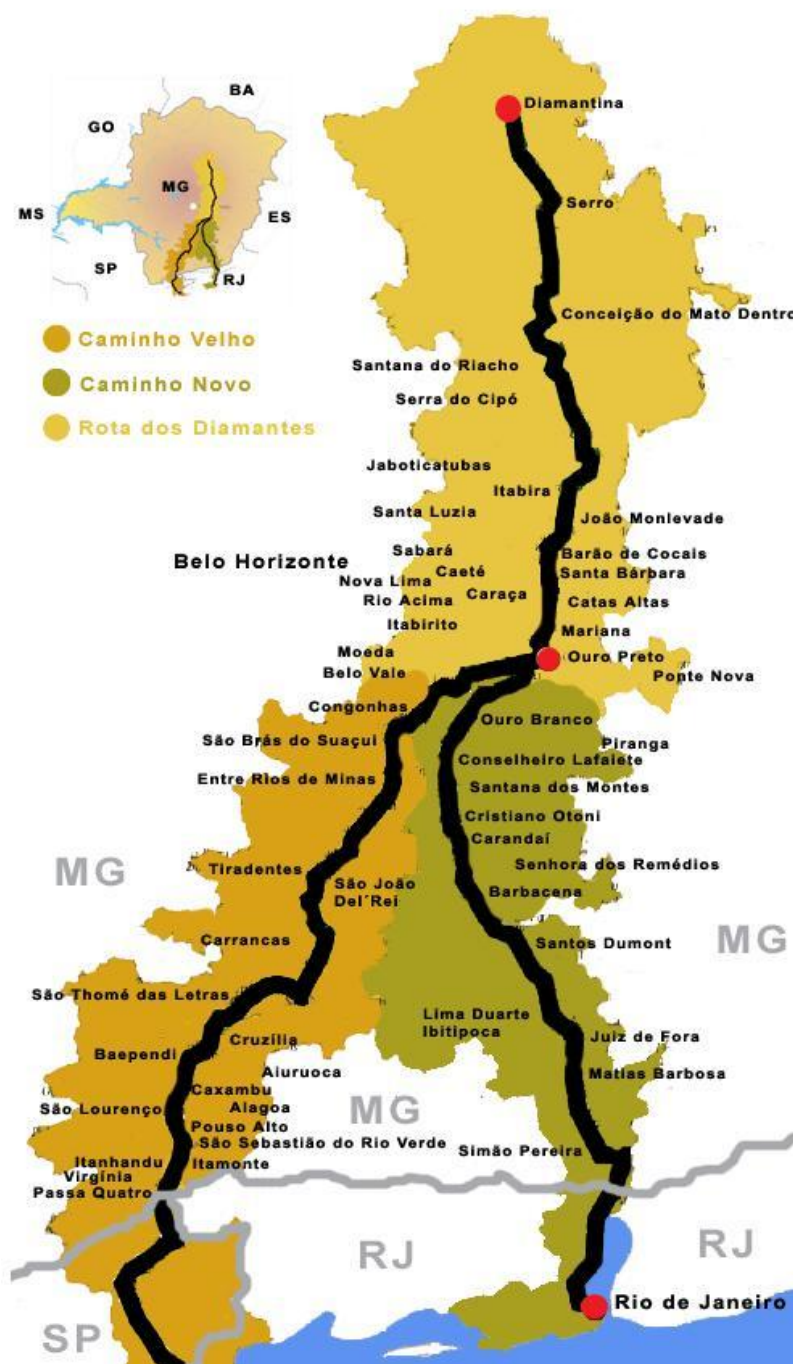 BA
GO
MG
MS
ES
SP
RJ
Caminho Velho
Caminho Novo
Rota dos Diamantes
Diamantina
Serro
Conceição do Mato Dentro
Santana do Riacho
Serra do Cipó
Jaboticatubas
Itabira
Santa Luzia
João Monlevade
Belo Horizonte
Sabará
Barão de Cocais
Caeté
Santa Bárbara
Nova Lima
Caraça
Rio Acima
Catas Altas
Itabirito
Mariana
Moeda
Ouro Preto
Belo Vale
Ponte Nova
Congonhas
Ouro Branco
São Brás do Suaçui
Piranga
Conselheiro Lafaiete
Entre Rios de Minas
Santana dos Montes
Cristiano Otoni
Carandaí
MG
Tiradentes
Senhora dos Remédios
São João
Del´Rei
Barbacena
Carrancas
Santos Dumont
MG
São Thomé das Letras
Lima Duarte
Ibitipoca
Cruzília
Juiz de Fora
Baependi
Aiuruoca
Matias Barbosa
Caxambu
São Lourenço
Alagoa
MG
Pouso Alto
São Sebastião do Rio Verde
Simão Pereira
Itanhandu
Itamonte
Virgínia
Passa Quatro
RJ
RJ
Rio de Janeiro
SP